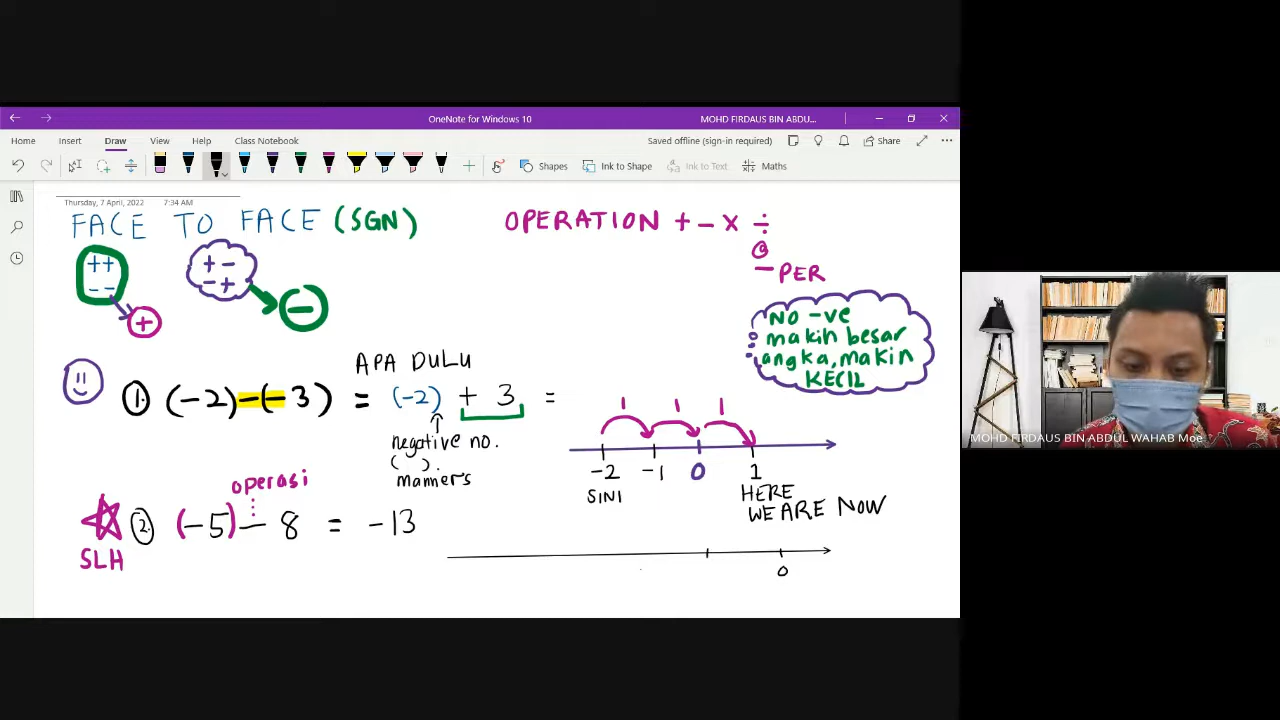 OneNote for Windows 10
MOHD FIRDAUS BIN ABDU...
Home Insert Draw View Help Class Notebook
Saved offline (sign-in required) Share
Shapes Ink to Shape Ink to Text Maths
Thursday, 7 April, 2022 7:34 AM
FACE TO FACE (SGN)
OPERATION + - x ÷
@
- PER
++
--
+
+ -
- +
-
NO -ve
makin besar
angka, makin
KECIL
APA DULU
1. (-2)-(-3) = (-2) + 3 =
negative no.
( ).
manners
1 1 1
-2 -1 0 1
SINI
HERE
WE ARE NOW
operasi
2. (-5) - 8 = -13
SLH
0
MOHD FIRDAUS BIN ABDUL WAHAB Moe